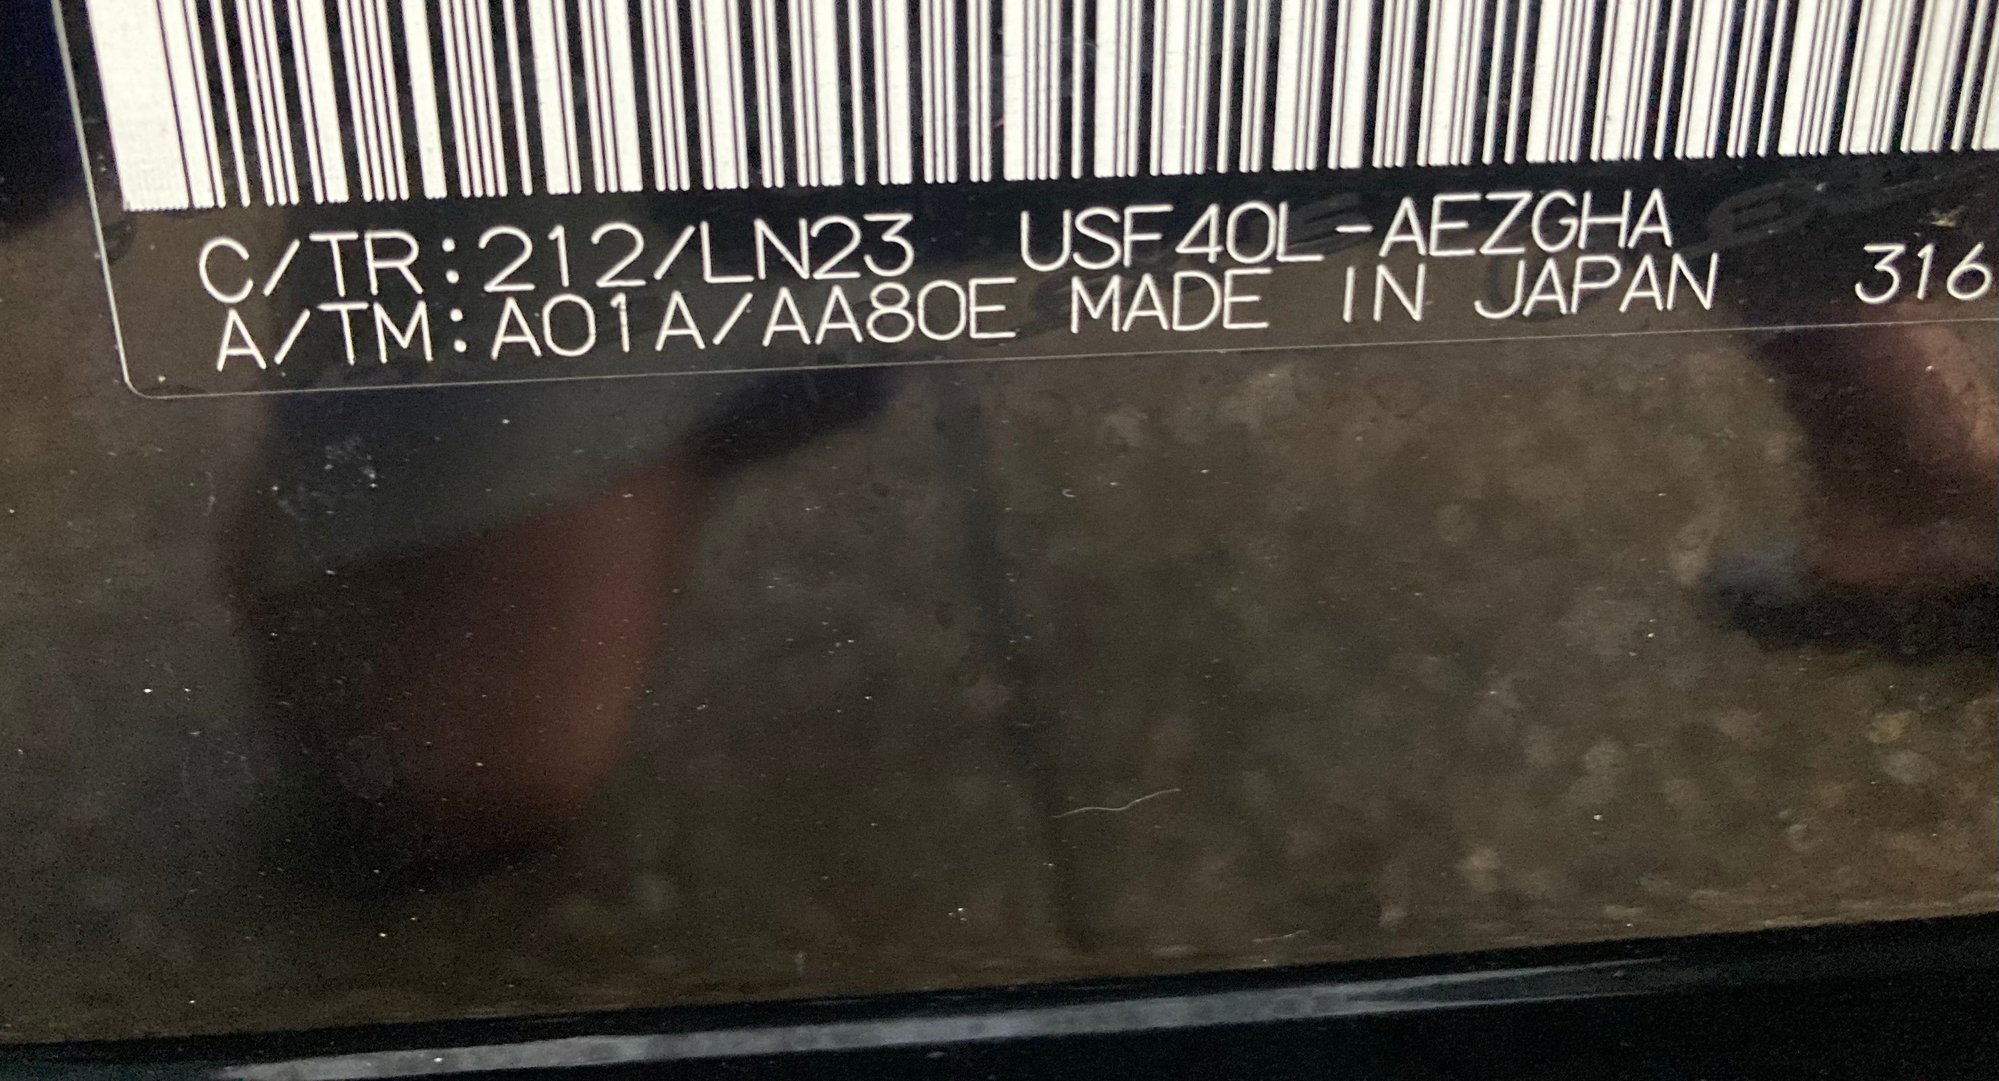 C/TR:212/LN23 USF40L-AEZGHA
A/TM:A01A/AA80E MADE IN JAPAN 316